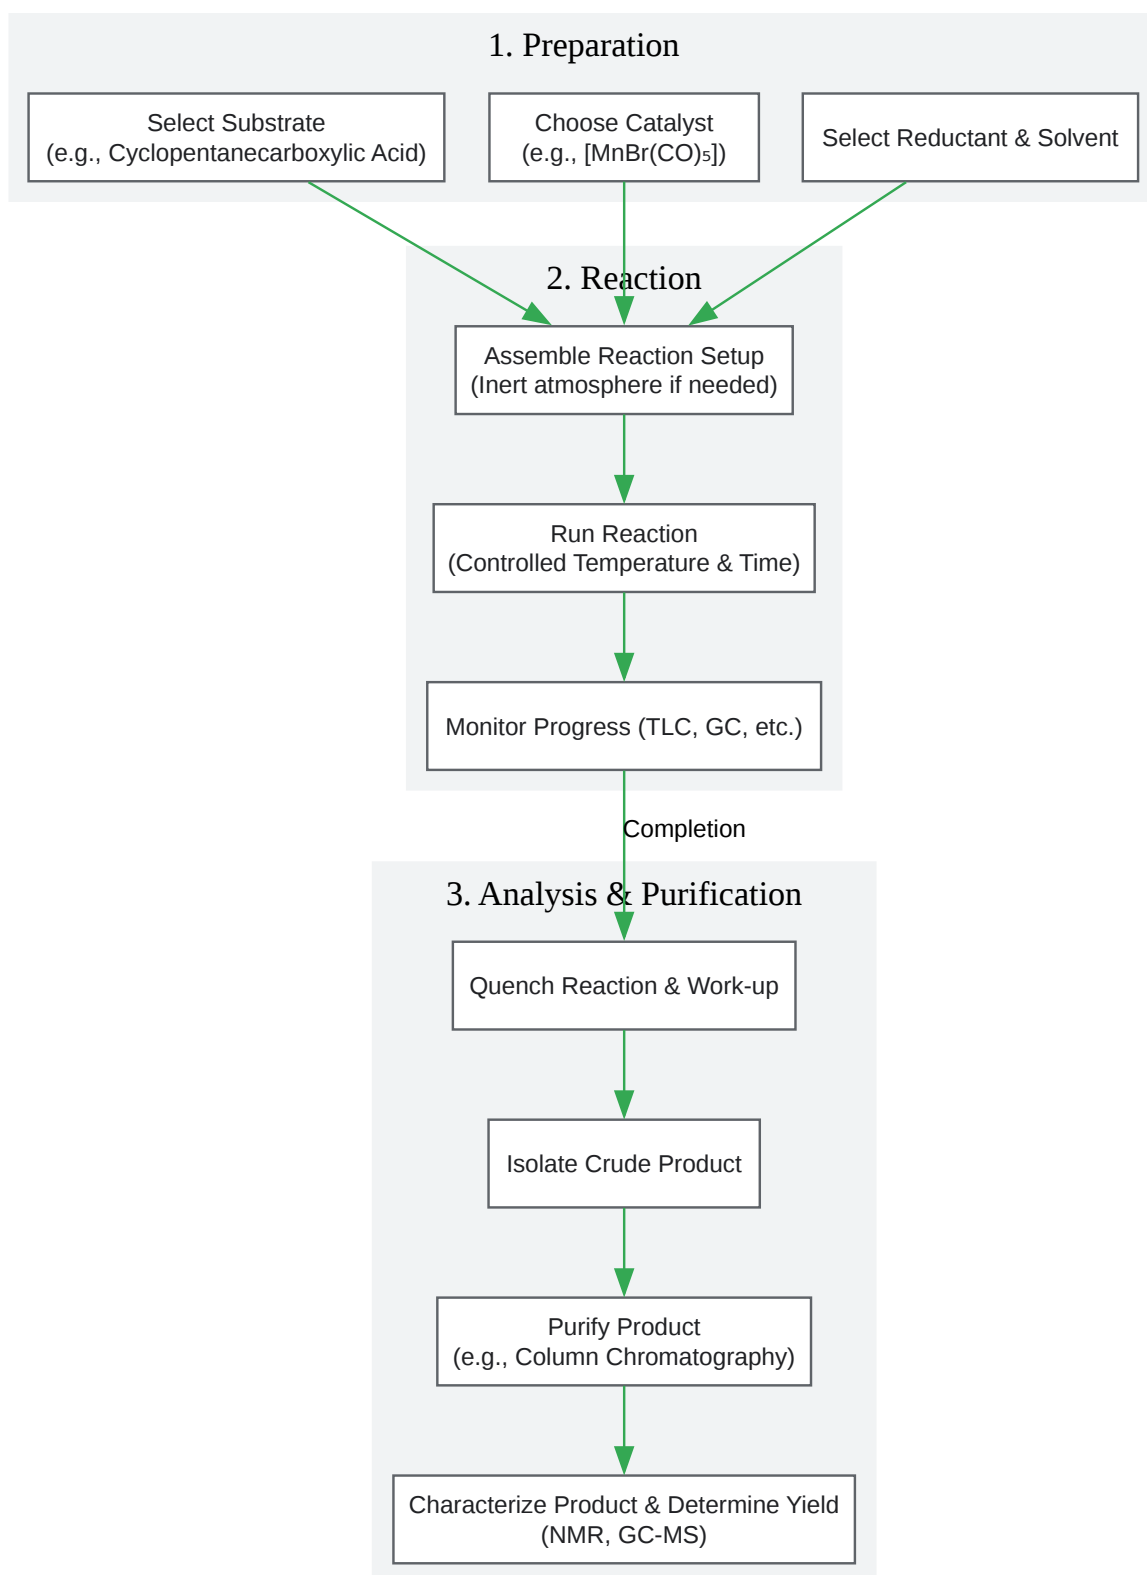 1. Preparation
Select Substrate
(e.g., Cyclopentanecarboxylic Acid)
Choose Catalyst
(e.g., [MnBr(CO)₅])
Select Reductant & Solvent
2. Reaction
Assemble Reaction Setup
(Inert atmosphere if needed)
Run Reaction
(Controlled Temperature & Time)
Monitor Progress (TLC, GC, etc.)
Completion
3. Analysis & Purification
Quench Reaction & Work-up
Isolate Crude Product
Purify Product
(e.g., Column Chromatography)
Characterize Product & Determine Yield
(NMR, GC-MS)